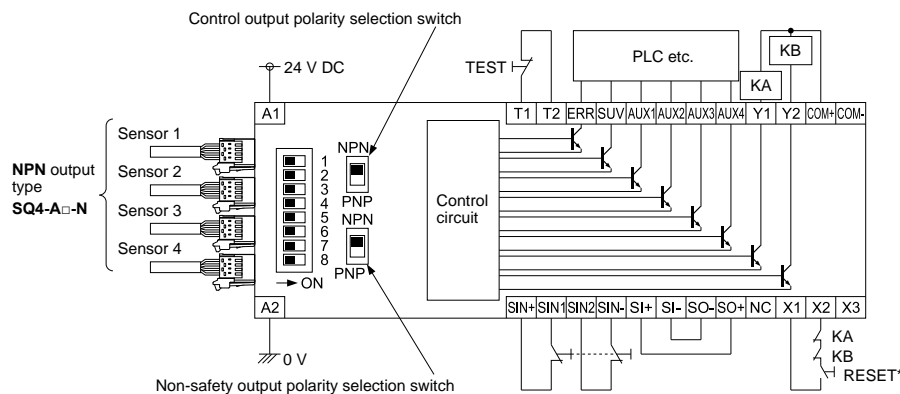 Control output polarity selection switch
24 V DC
TEST
PLC etc.
KA
KB
A1
T1 T2 ERR SUV AUX1 AUX2 AUX3 AUX4 Y1 Y2 COM+ COM-
NPN output
type
SQ4-A□-N
Sensor 1
Sensor 2
Sensor 3
Sensor 4
1
2
3
4
5
6
7
8
ON
NPN
PNP
NPN
PNP
Control
circuit
A2
SIN+ SIN1 SIN2 SIN- SI+ SI- SO- SO+ NC X1 X2 X3
0 V
KA
KB
RESET*
Non-safety output polarity selection switch